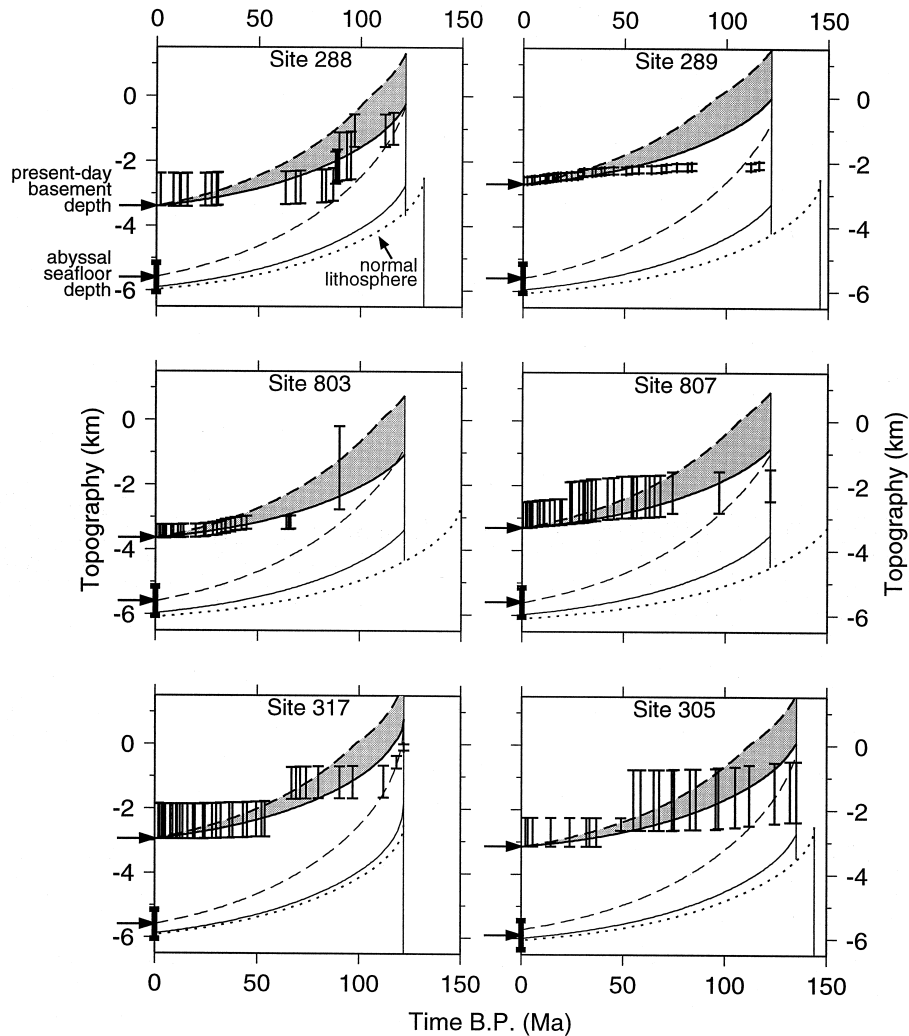 0 50 100 150 0 50 100 150
Site 288
Site 289
0 0
-2 -2
present-day
basement
depth
-4 -4
abyssal
seafloor
depth
normal
lithosphere
-6 -6
Site 803
Site 807
0 0
-2 -2
-4 -4
-6 -6
Topography (km)
Topography (km)
Site 317
Site 305
0 0
-2 -2
-4 -4
-6 -6
0 50 100 150 0 50 100 150
Time B.P. (Ma)